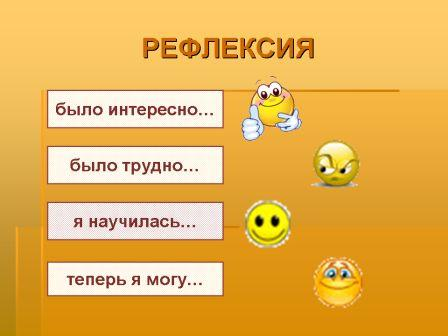 РЕФЛЕКСИЯ
было интересно...
было трудно...
я научилась...
теперь я могу...